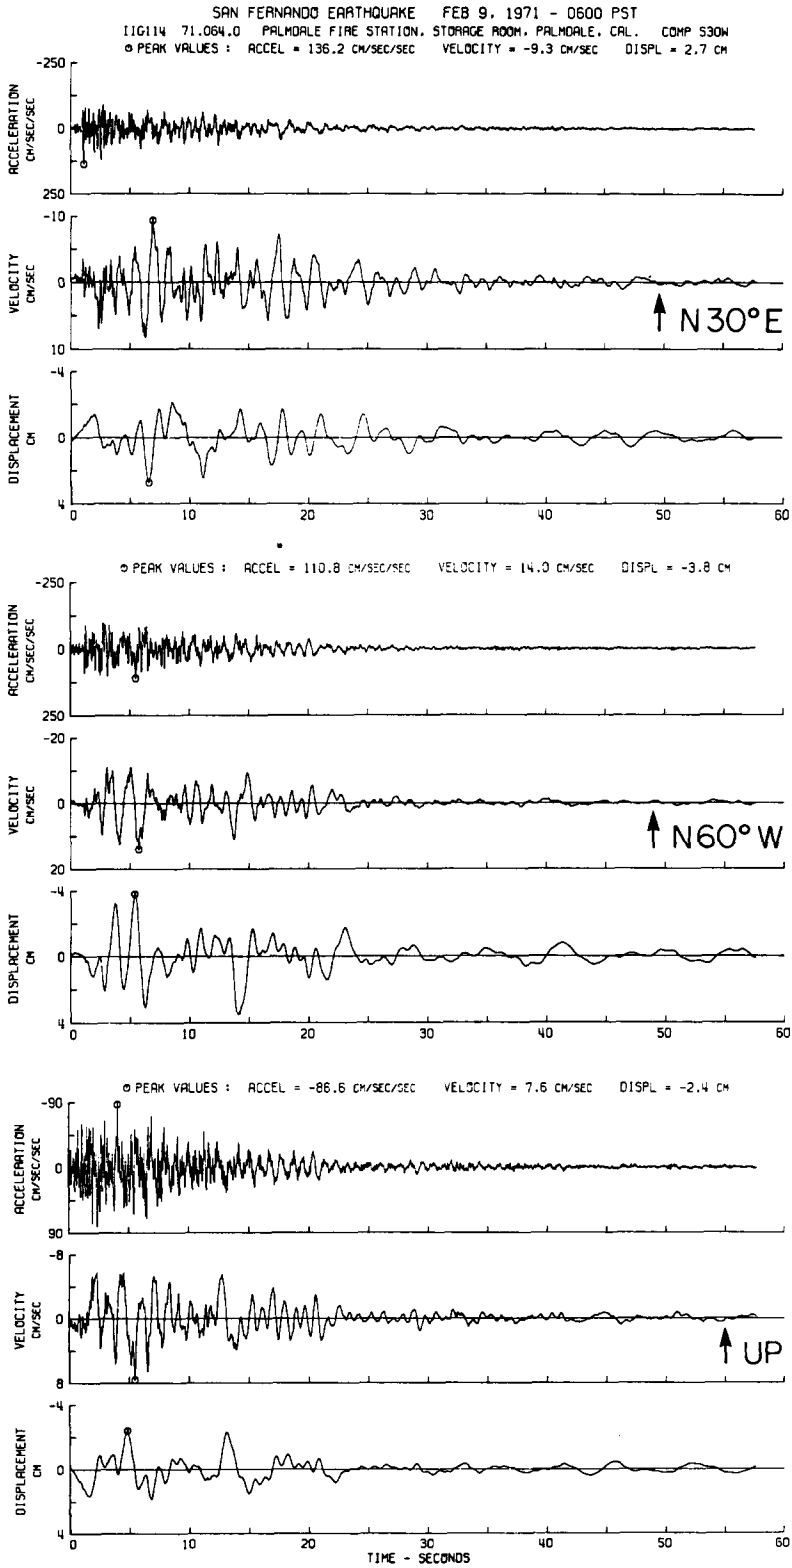 SAN FERNANDO EARTHQUAKE FEB 9, 1971 - 0600 PST
IIG114 71.064.0 PALMDALE FIRE STATION, STORAGE ROOM, PALMDALE, CAL. COMP S30W
PEAK VALUES : ACCEL = 136.2 CM/SEC/SEC VELOCITY = -9.3 CM/SEC DISPL = 2.7 CM
-250
ACCELERATION
CM/SEC/SEC
0
250
-10
VELOCITY
CM/SEC
0
10
N30°E
-4
DISPLACEMENT
CM
0
4
0 10 20 30 40 50 60
PEAK VALUES : ACCEL = 110.8 CM/SEC/SEC VELOCITY = 14.0 CM/SEC DISPL = -3.8 CM
-250
ACCELERATION
CM/SEC/SEC
0
250
-20
VELOCITY
CM/SEC
0
20
N60°W
-4
DISPLACEMENT
CM
0
4
0 10 20 30 40 50 60
PEAK VALUES : ACCEL = -86.6 CM/SEC/SEC VELOCITY = 7.6 CM/SEC DISPL = -2.4 CM
-90
ACCELERATION
CM/SEC/SEC
0
90
-8
VELOCITY
CM/SEC
0
8
UP
-4
DISPLACEMENT
CM
0
4
0 10 20 30 40 50 60
TIME - SECONDS